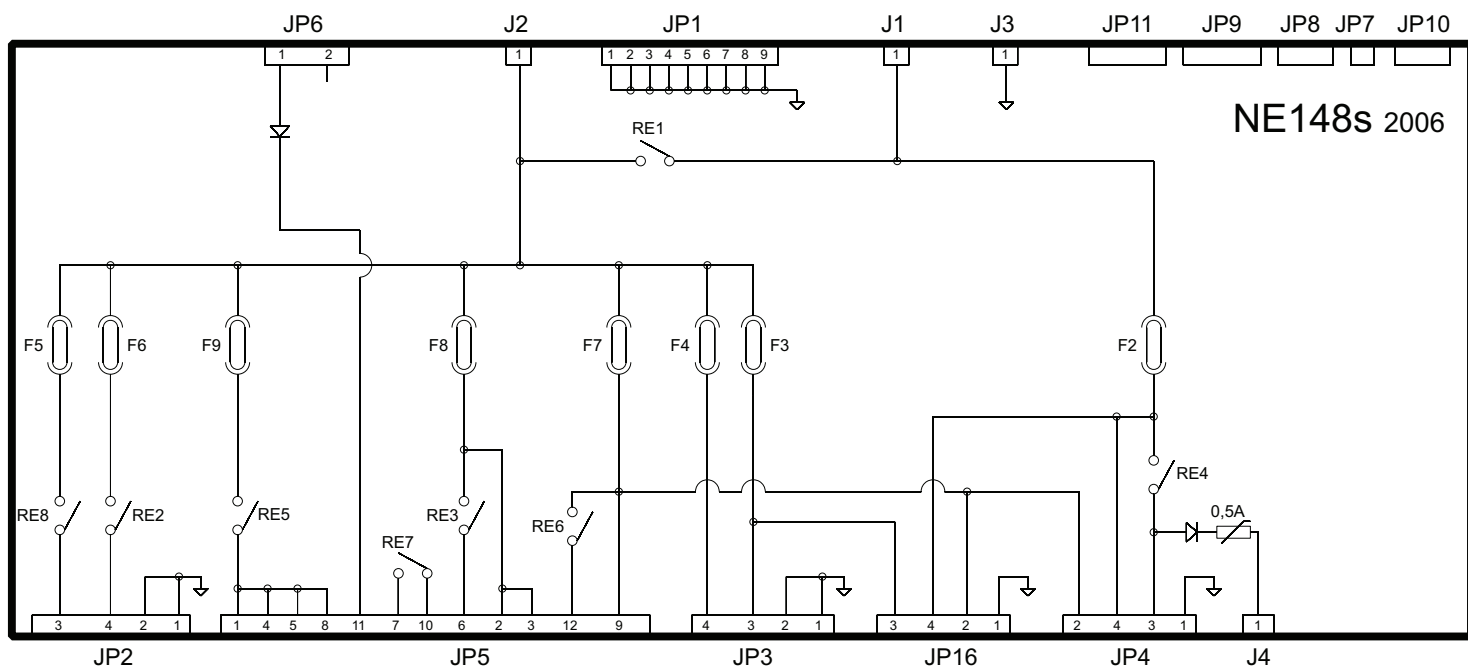 JP6 J2 JP1 J1 J3 JP11 JP9 JP8 JP7 JP10
1 2 1 1 2 3 4 5 6 7 8 9 1 1
NE148s 2006
RE1
F5 F6 F9 F8 F7 F4 F3 F2
RE4
RE8 RE2 RE5 RE3 RE6 0,5A
RE7
3 4 2 1 1 4 5 8 11 7 10 6 2 3 12 9 4 3 2 1 3 4 2 1 2 4 3 1 1
JP2 JP5 JP3 JP16 JP4 J4